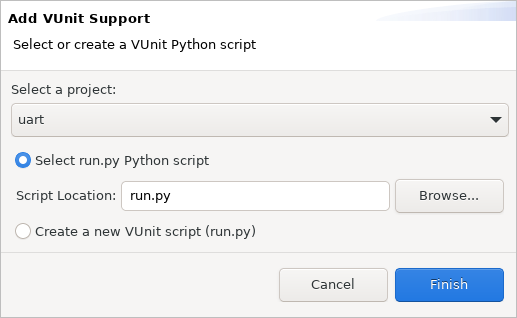 Add VUnit Support
Select or create a VUnit Python script
Select a project:
uart
Select run.py Python script
Script Location: run.py Browse...
Create a new VUnit script (run.py)
Cancel Finish